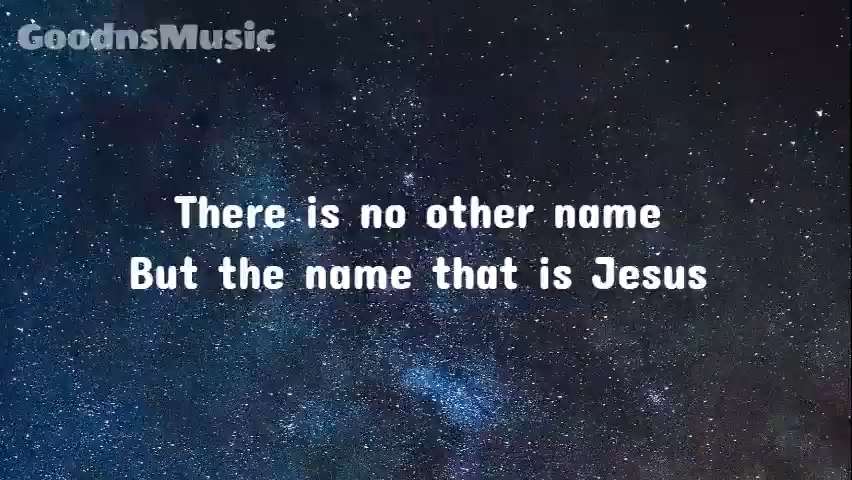 GoodnsMusic
There is no other name
But the name that is Jesus